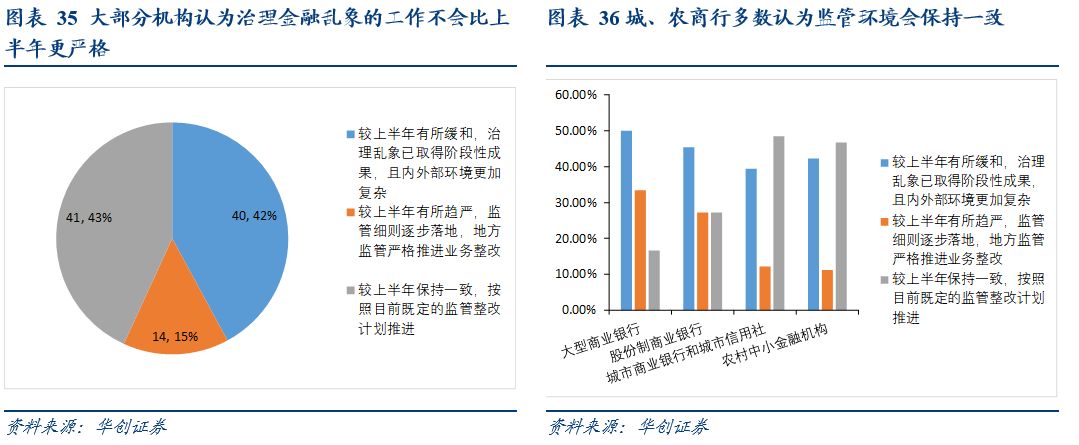 图表 35 大部分机构认为治理金融乱象的工作不会比上
半年更严格
40, 42%
14, 15%
41, 43%
较上半年有所缓和，治
理乱象已取得阶段性成
果，且内外部环境更加
复杂
较上半年有所趋严，监
管细则逐步落地，地方
监管严格推进业务整改
较上半年保持一致，按
照目前既定的监管整改
计划推进
资料来源：华创证券
图表 36 城、农商行多数认为监管环境会保持一致
60.00%
50.00%
40.00%
30.00%
20.00%
10.00%
0.00%
大型商业银行
股份制商业银行
城市商业银行和城市信用社
农村中小金融机构
较上半年有所缓和，治理
乱象已取得阶段性成果，
且内外部环境更加复杂
较上半年有所趋严，监管
细则逐步落地，地方监管
严格推进业务整改
较上半年保持一致，按照
目前既定的监管整改计划
推进
资料来源：华创证券